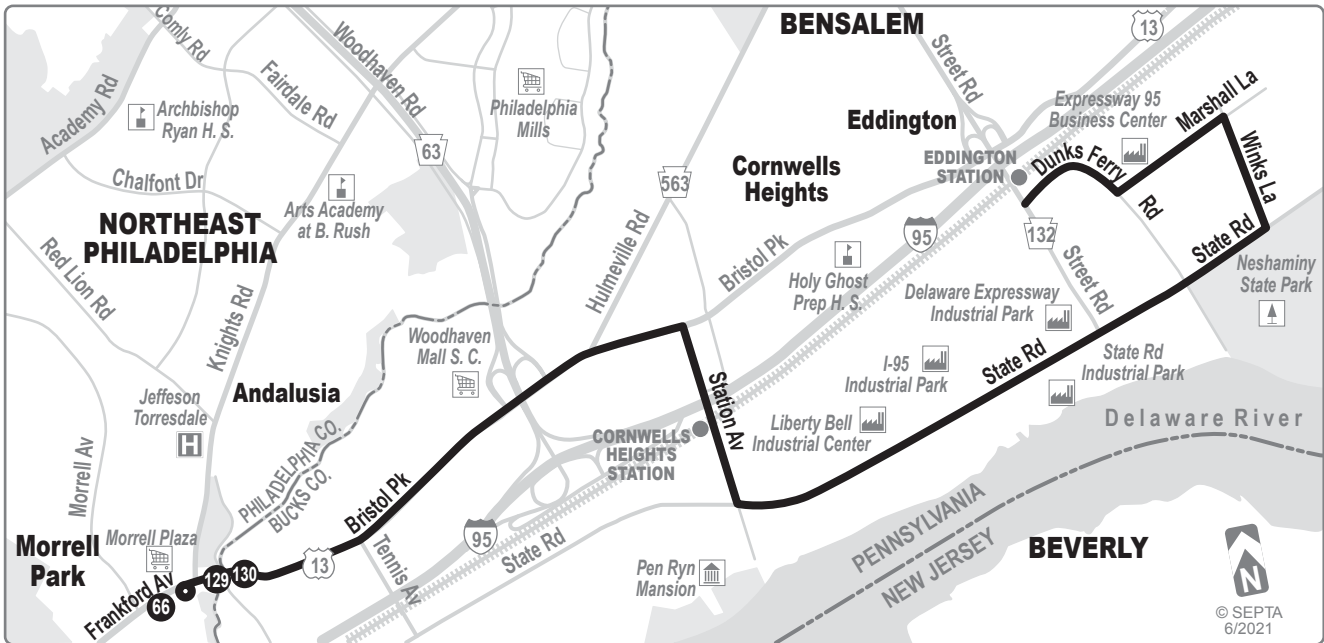 BENSALEM
13
Comly Rd
Woodhaven Rd
Academy Rd
Archbishop
Ryan H. S.
Fairdale Rd
Philadelphia
Mills
Street Rd
Expressway 95
Business Center
Marshall La
Eddington
63
EDDINGTON
STATION
Dunks Ferry
Rd
Winks La
Chalfont Dr
563
Cornwells
Heights
Arts Academy
at B. Rush
NORTHEAST
PHILADELPHIA
95
132
State Rd
Red Lion Rd
Hulmeville Rd
Bristol Pk
Holy Ghost
Prep H. S.
Street Rd
Neshaminy
State Park
Knights Rd
Delaware Expressway
Industrial Park
Woodhaven
Mall S. C.
State Rd
I-95
Industrial Park
State Rd
Industrial Park
Jeffeson
Torresdale
H
Andalusia
Station Av
Liberty Bell
Industrial Center
Delaware River
Morrell Av
PHILADELPHIA CO.
BUCKS CO.
CORNWELLS
HEIGHTS
STATION
Bristol Pk
Morrell
Park
Morrell Plaza
95
State Rd
PENNSYLVANIA
NEW JERSEY
BEVERLY
13
Tennis Av
Pen Ryn
Mansion
129
130
Frankford Av
66
N
© SEPTA
6/2021